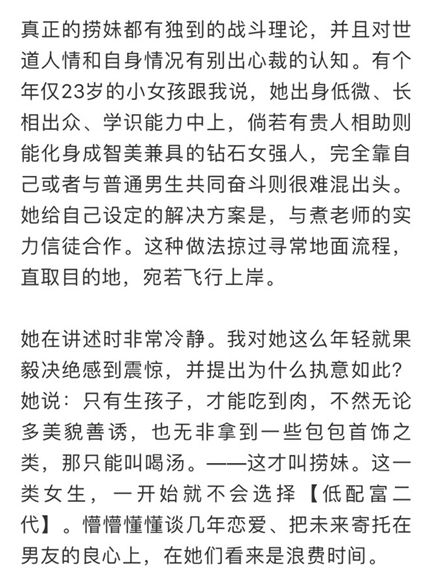 真正的捞妹都有独到的战斗理论，并且对世
道人情和自身情况有别出心裁的认知。有个
年仅23岁的小女孩跟我说，她出身低微、长
相出众、学识能力中上，倘若有贵人相助则
能化身成智美兼具的钻石女强人，完全靠自
己或者与普通男生共同奋斗则很难混出头。
她给自己设定的解决方案是，与煮老师的实
力信徒合作。这种做法掠过寻常地面流程，
直取目的地，宛若飞行上岸。
她在讲述时非常冷静。我对她这么年轻就果
毅决绝感到震惊，并提出为什么执意如此？
她说：只有生孩子，才能吃到肉，不然无论
多美貌善诱，也无非拿到一些包包首饰之
类，那只能叫喝汤。——这才叫捞妹。这一
类女生，一开始就不会选择【低配富二
代】。懵懵懂懂谈几年恋爱、把未来寄托在
男友的良心上，在她们看来是浪费时间。